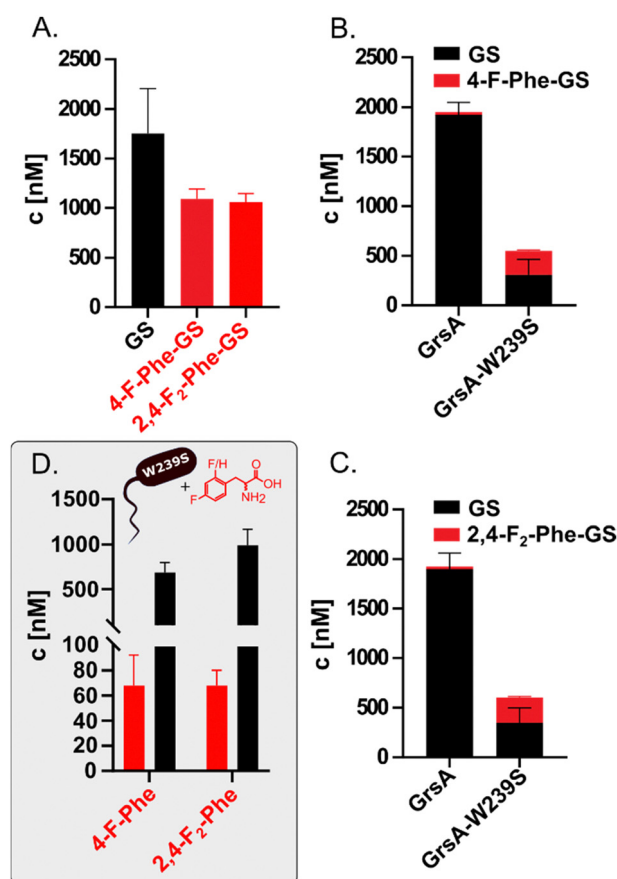 A.
2500
2000
1500
1000
500
0
c [nM]
GS
4-F-Phe-GS
2,4-F₂-Phe-GS
B.
GS
4-F-Phe-GS
2500
2000
1500
1000
500
0
c [nM]
GrsA
GrsA-W239S
D.
W239S
+
F/H
F
O
OH
NH₂
1500
1000
500
100
80
60
40
20
0
c [nM]
4-F-Phe
2,4-F₂-Phe
C.
GS
2,4-F₂-Phe-GS
2500
2000
1500
1000
500
0
c [nM]
GrsA
GrsA-W239S